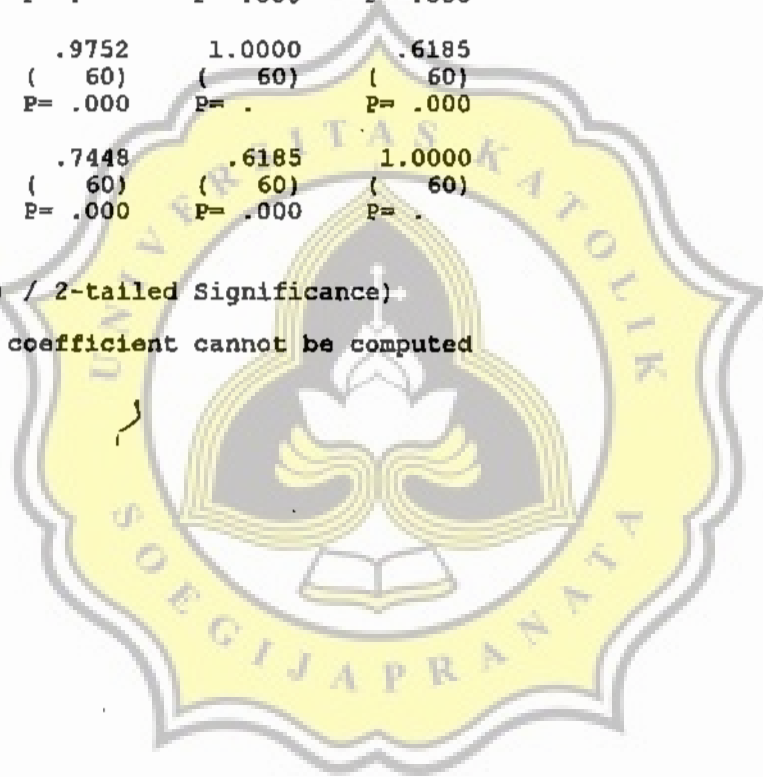 .9752 1.0000 .6185
( 60) ( 60) ( 60)
P= .000 P= . P= .000
.7448 .6185 1.0000
( 60) ( 60) ( 60)
P= .000 P= .000 P= .
/ 2-tailed Significance)
coefficient cannot be computed
UNIVERSITAS KATOLIK
SOEGIJAPRANATA